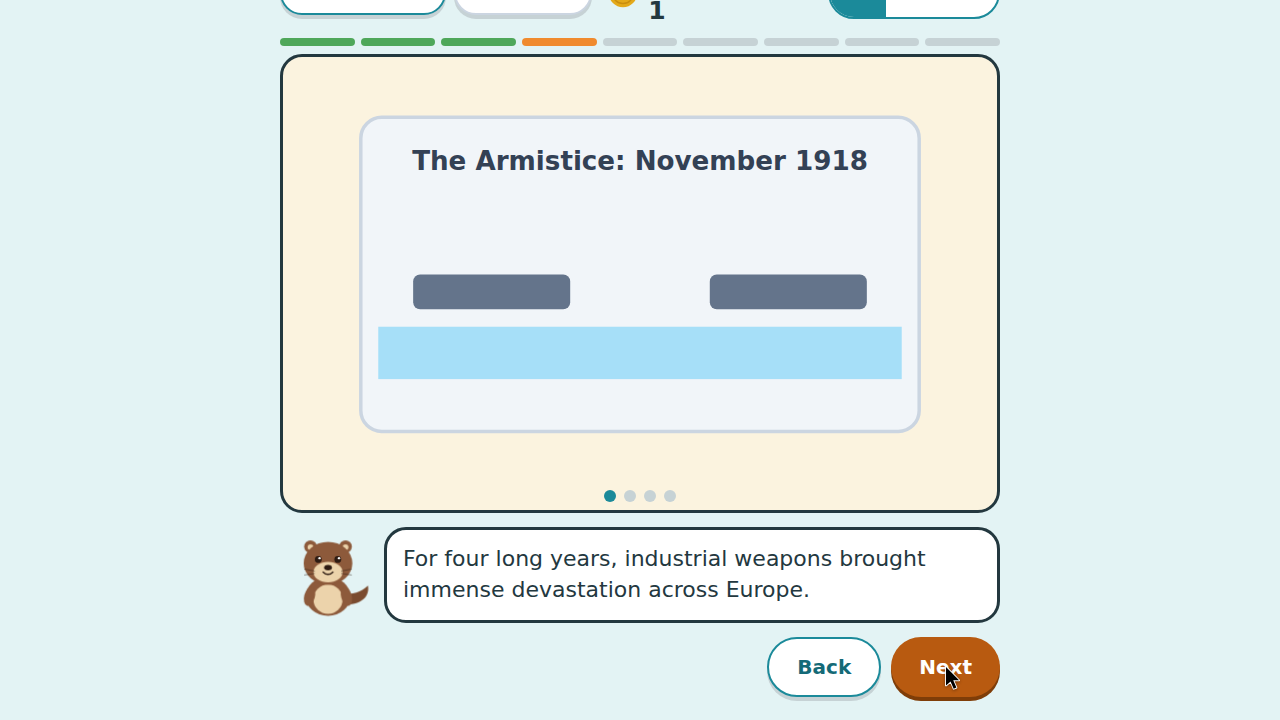 1
The Armistice: November 1918
For four long years, industrial weapons brought
immense devastation across Europe.
Back
Next